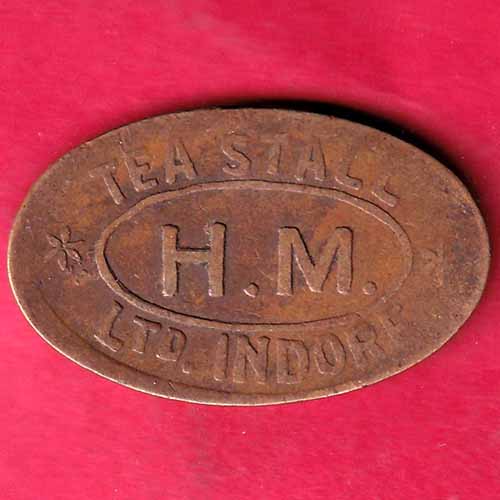 TEA STALL
H.M.
LTD. INDORE